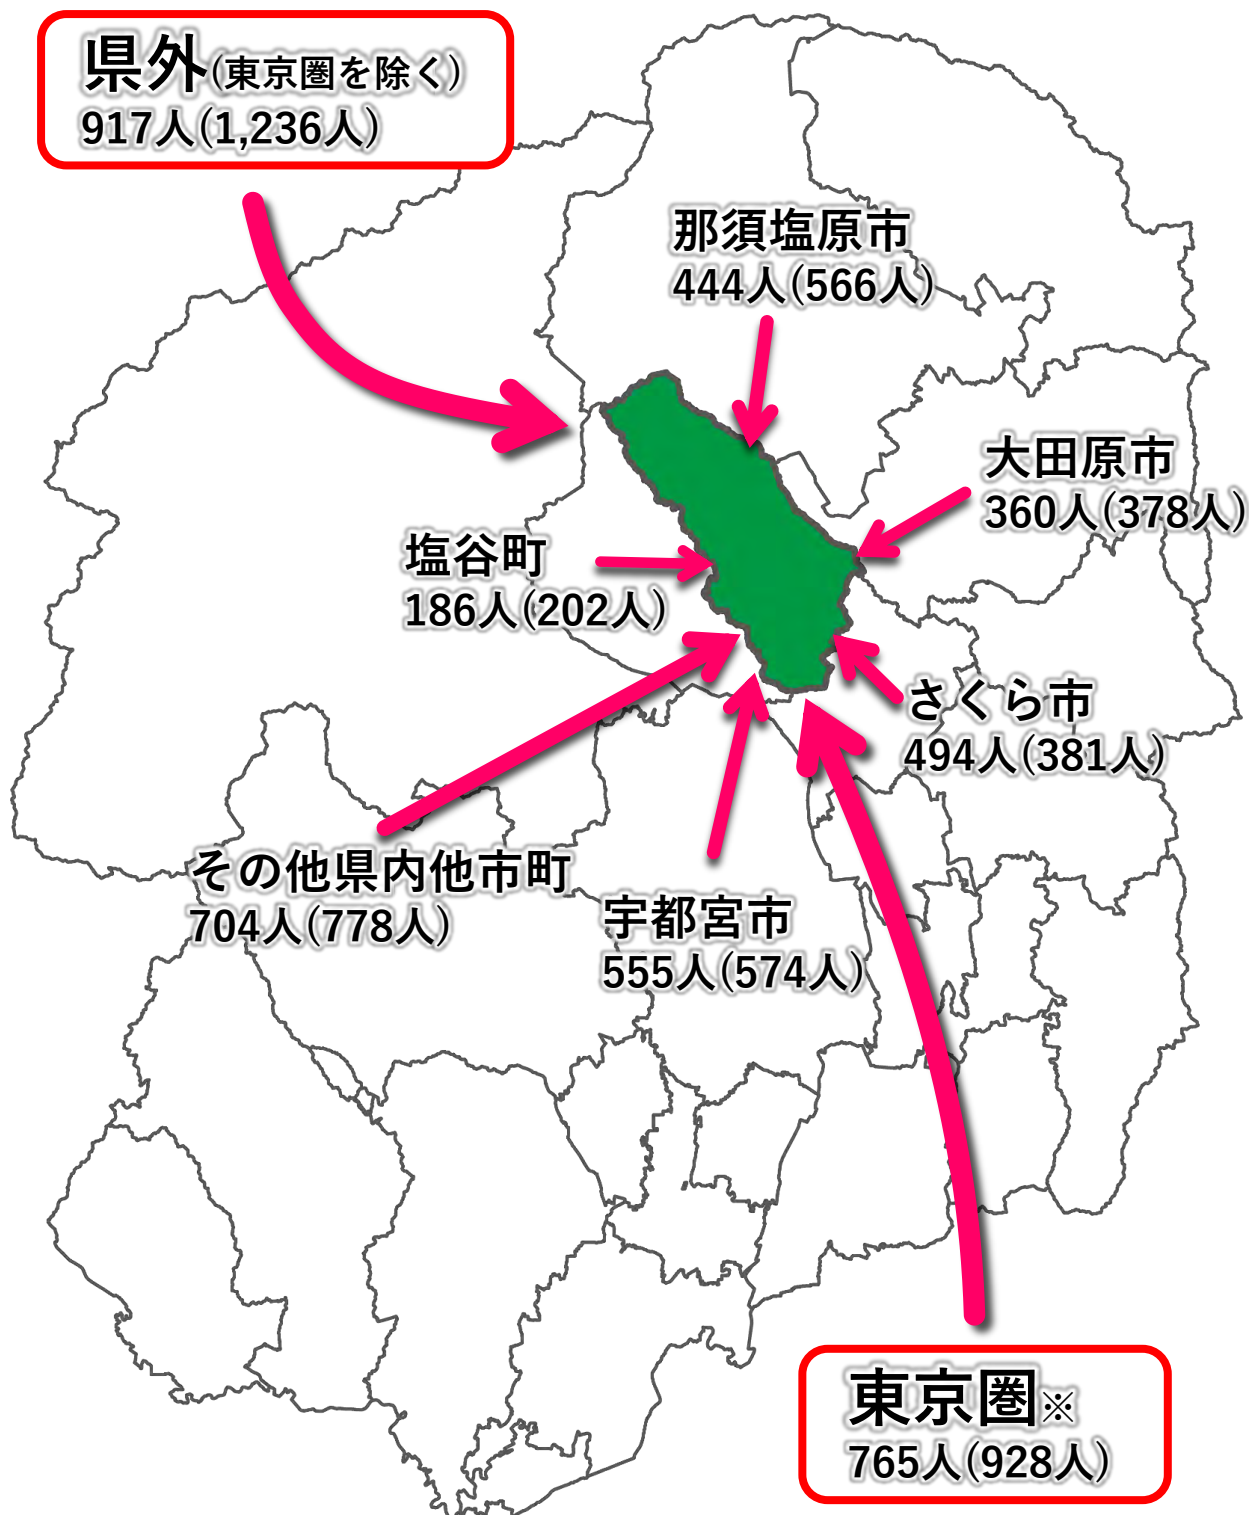 県外(東京圏を除く)
917人(1,236人)
那須塩原市
444人(566人)
大田原市
360人(378人)
塩谷町
186人(202人)
さくら市
494人(381人)
その他県内他市町
704人(778人)
宇都宮市
555人(574人)
東京圏※
765人(928人)